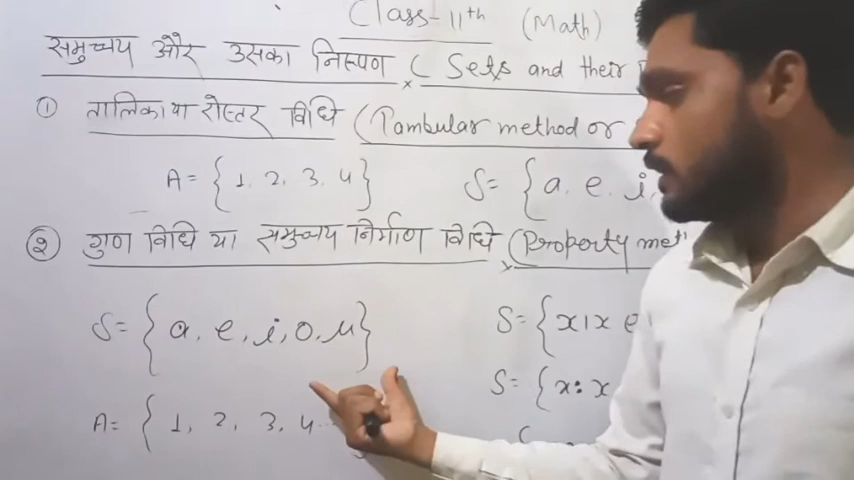 Class-11th (Math)
समुच्चय और उसका निरूपण (Sets and their
① तालिका या रोस्टर विधि (Tambular method or
A = {1, 2, 3, 4} S = {a, e, i,
② गुण विधि या समुच्चय निर्माण विधि (Property met
S = {a, e, i, o, u} S = {x|x e
A = {1, 2, 3, 4 S = {x: x